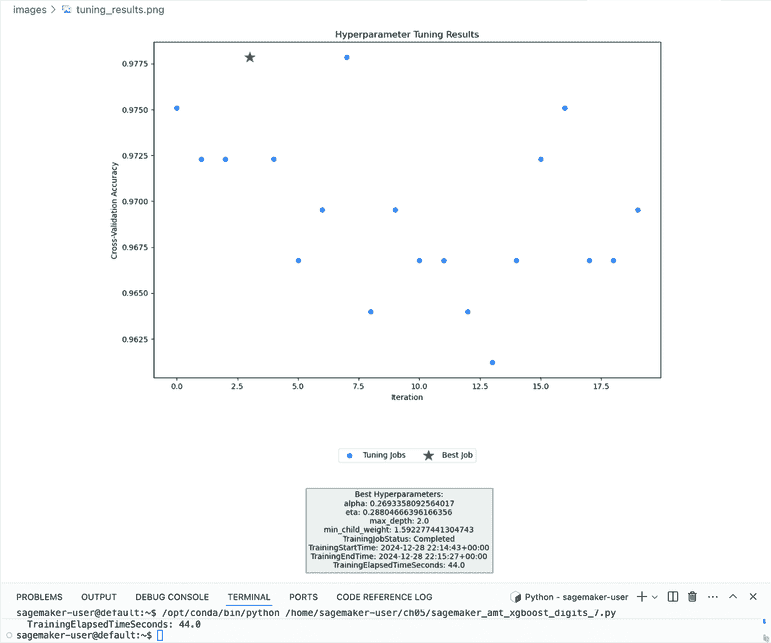 images > tuning_results.png
Hyperparameter Tuning Results
0.9775
0.9750
0.9725
0.9700
0.9675
0.9650
0.9625
Cross-Validation Accuracy
0.0 2.5 5.0 7.5 10.0 12.5 15.0 17.5
Iteration
Tuning Jobs Best Job
Best Hyperparameters:
alpha: 0.2693358092564017
eta: 0.28804666396166356
max_depth: 2.0
min_child_weight: 1.592277441304743
TrainingJobStatus: Completed
TrainingStartTime: 2024-12-28 22:14:43+00:00
TrainingEndTime: 2024-12-28 22:15:27+00:00
TrainingElapsedTimeSeconds: 44.0
PROBLEMS OUTPUT DEBUG CONSOLE TERMINAL PORTS CODE REFERENCE LOG Python - sagemaker-user
sagemaker-user@default:~$ /opt/conda/bin/python /home/sagemaker-user/ch05/sagemaker_amt_xgboost_digits_7.py
TrainingElapsedTimeSeconds: 44.0
sagemaker-user@default:~$